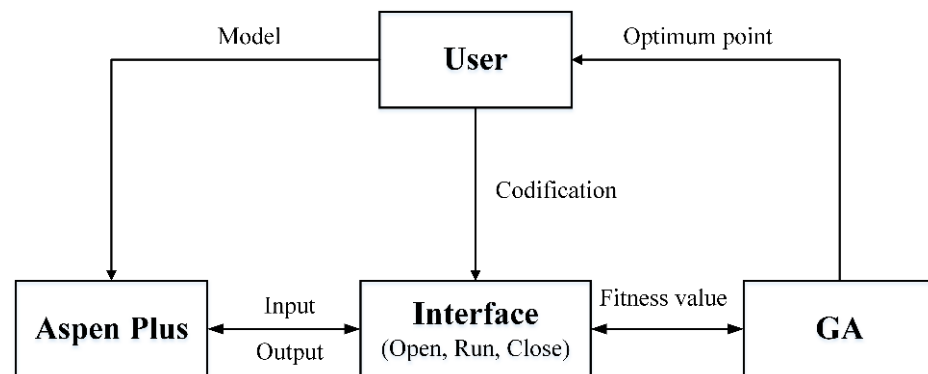 Model
User
Optimum point
Codification
Aspen Plus
Input
Output
Interface
(Open, Run, Close)
Fitness value
GA